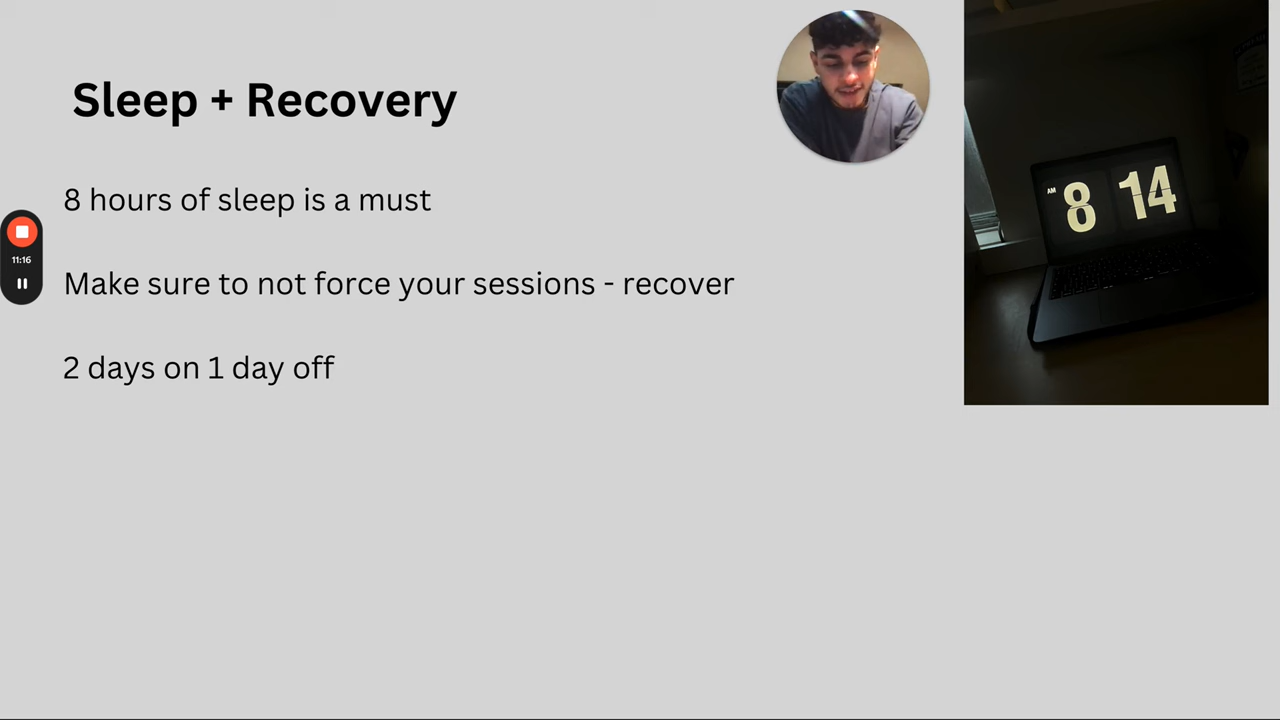 Sleep + Recovery
8 hours of sleep is a must
11:16
Make sure to not force your sessions - recover
2 days on 1 day off
AM
8 14